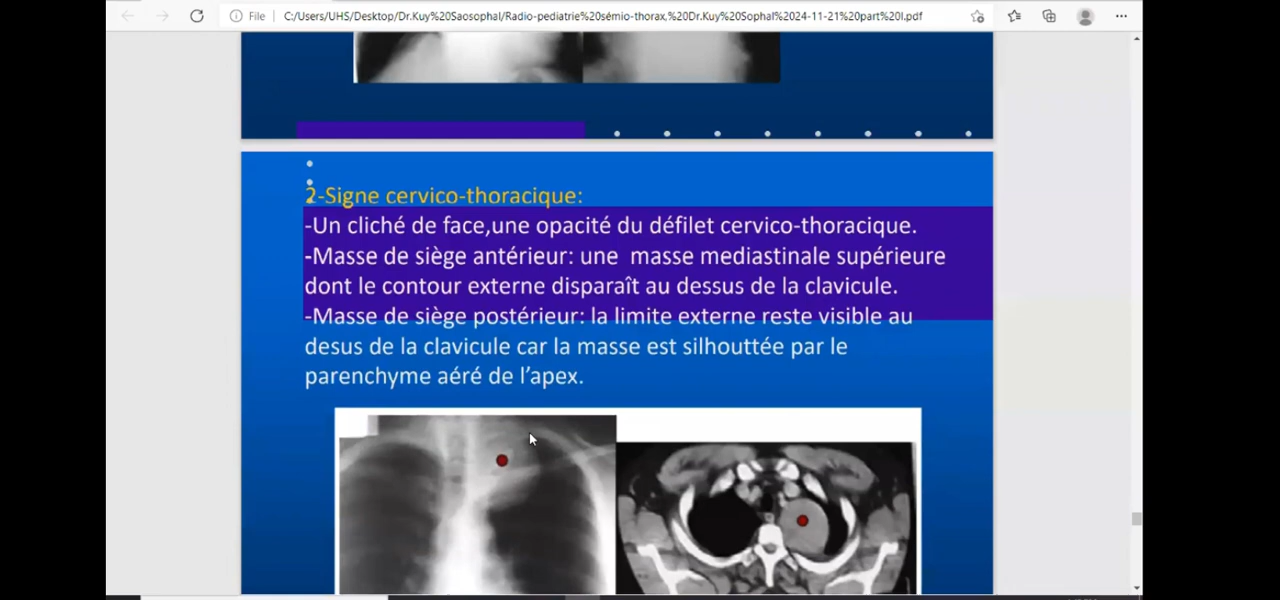 File
C:/Users/UHS/Desktop/Dr.Kuy%20Saosophal/Radio-pediatrie%20sémio-thorax,%20Dr.Kuy%20Sophal%2024-11-21%20part%20I.pdf
2-Signe cervico-thoracique:
-Un cliché de face,une opacité du défilet cervico-thoracique.
-Masse de siège antérieur: une masse mediastinale supérieure
dont le contour externe disparaît au dessus de la clavicule.
-Masse de siège postérieur: la limite externe reste visible au
desus de la clavicule car la masse est silhouttée par le
parenchyme aéré de l’apex.